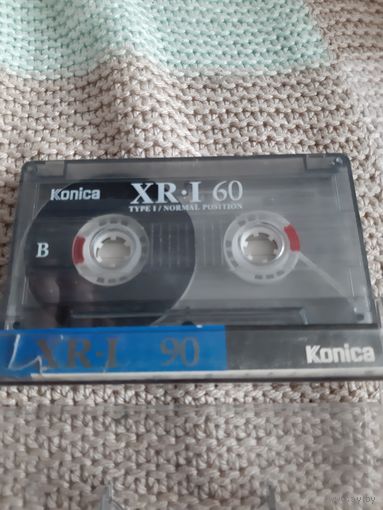 Konica XR·I 60
TYPE I / NORMAL POSITION
B
XR·I 90 Konica